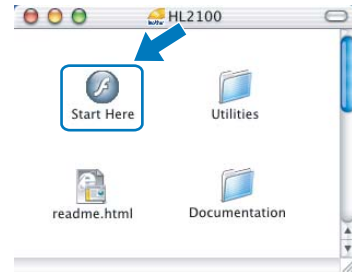 HL2100
Start Here
Utilities
readme.html
Documentation